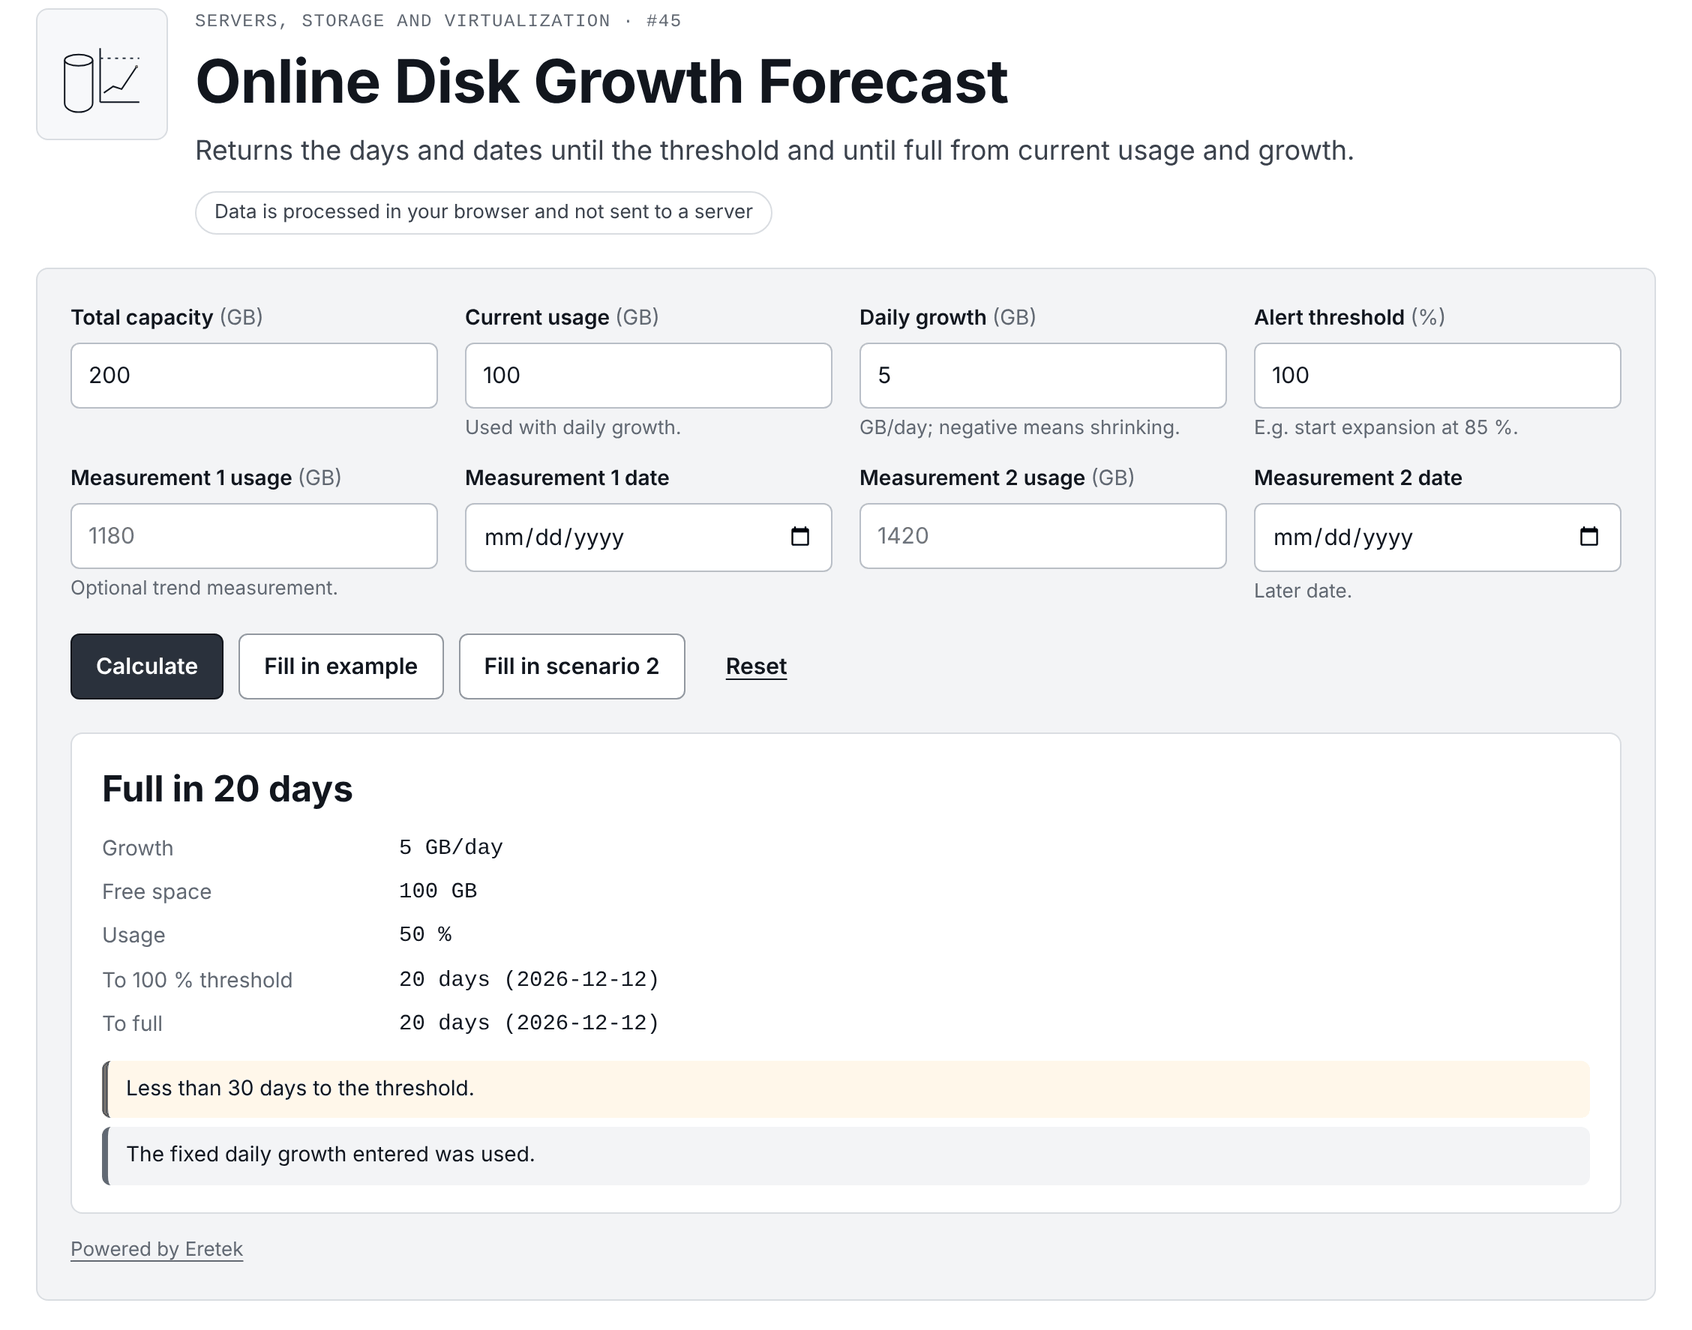 SERVERS, STORAGE AND VIRTUALIZATION · #45
Online Disk Growth Forecast
Returns the days and dates until the threshold and until full from current usage and growth.
Data is processed in your browser and not sent to a server
Total capacity (GB)
Current usage (GB)
Daily growth (GB)
Alert threshold (%)
200
100
5
100
Used with daily growth.
GB/day; negative means shrinking.
E.g. start expansion at 85 %.
Measurement 1 usage (GB)
Measurement 1 date
Measurement 2 usage (GB)
Measurement 2 date
1180
mm/dd/yyyy
1420
mm/dd/yyyy
Optional trend measurement.
Later date.
Calculate
Fill in example
Fill in scenario 2
Reset
Full in 20 days
Growth 5 GB/day
Free space 100 GB
Usage 50 %
To 100 % threshold 20 days (2026-12-12)
To full 20 days (2026-12-12)
Less than 30 days to the threshold.
The fixed daily growth entered was used.
Powered by Eretek